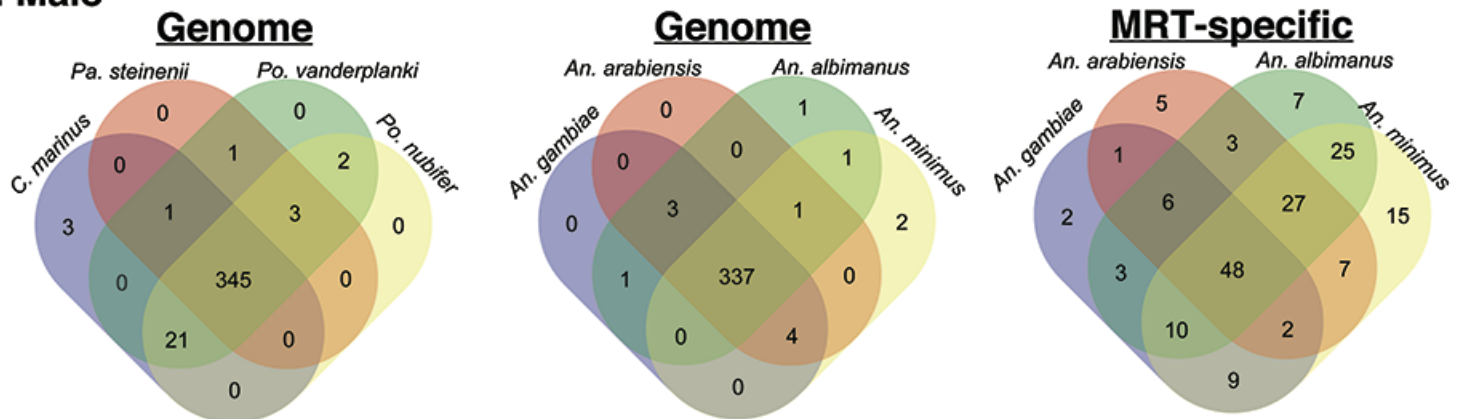 Male
Genome
Pa. steinenii
Po. vanderplanki
C. marinus
Po. nubifer
0
0
0
1
2
3
1
3
0
0
345
0
21
0
0
Genome
An. arabiensis
An. albimanus
An. gambiae
An. minimus
0
1
0
0
1
0
3
1
2
1
337
0
0
4
0
MRT-specific
An. arabiensis
An. albimanus
An. gambiae
An. minimus
5
7
1
3
25
2
6
27
15
3
48
7
10
2
9